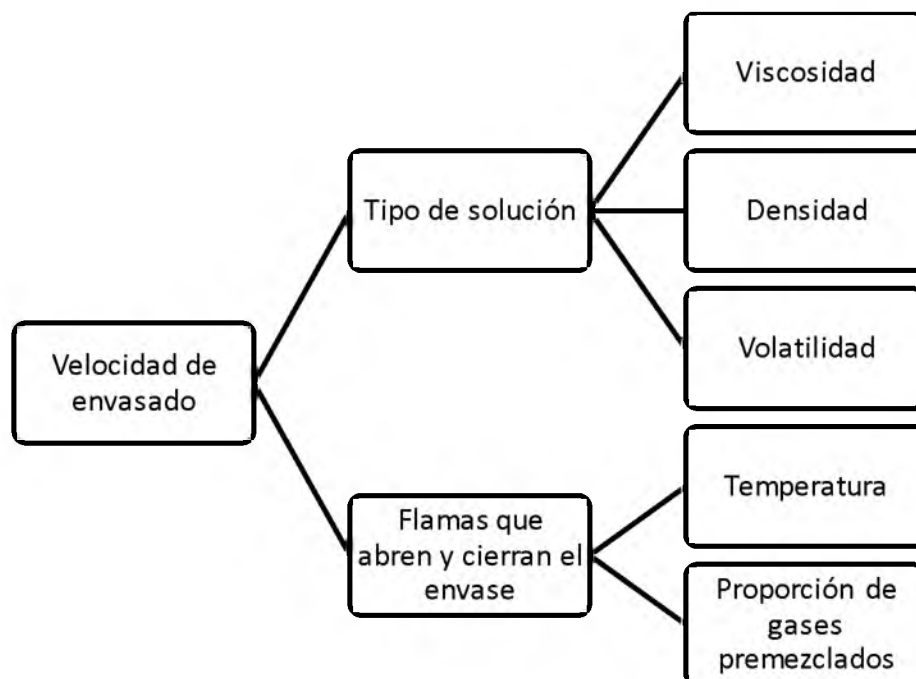 Velocidad de
envasado
Tipo de solución
Viscosidad
Densidad
Volatilidad
Flamas que
abren y cierran el
envase
Temperatura
Proporción de
gases
premezclados